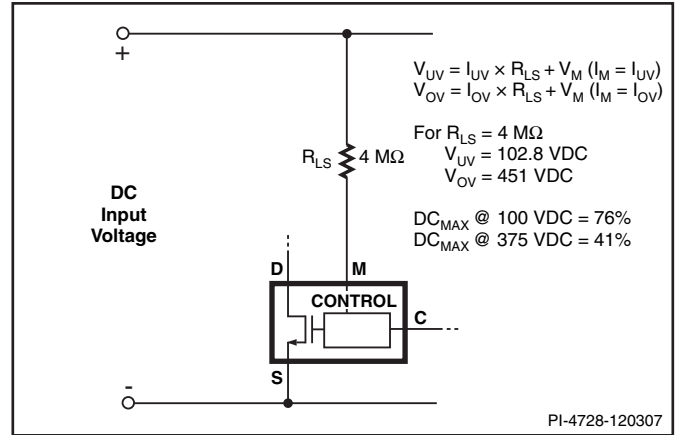 +
V_UV = I_UV × R_LS + V_M (I_M = I_UV)
V_OV = I_OV × R_LS + V_M (I_M = I_OV)
For R_LS = 4 MΩ
V_UV = 102.8 VDC
V_OV = 451 VDC
R_LS 4 MΩ
DC
Input
Voltage
DC_MAX @ 100 VDC = 76%
DC_MAX @ 375 VDC = 41%
D M
CONTROL
C
S
-
PI-4728-120307